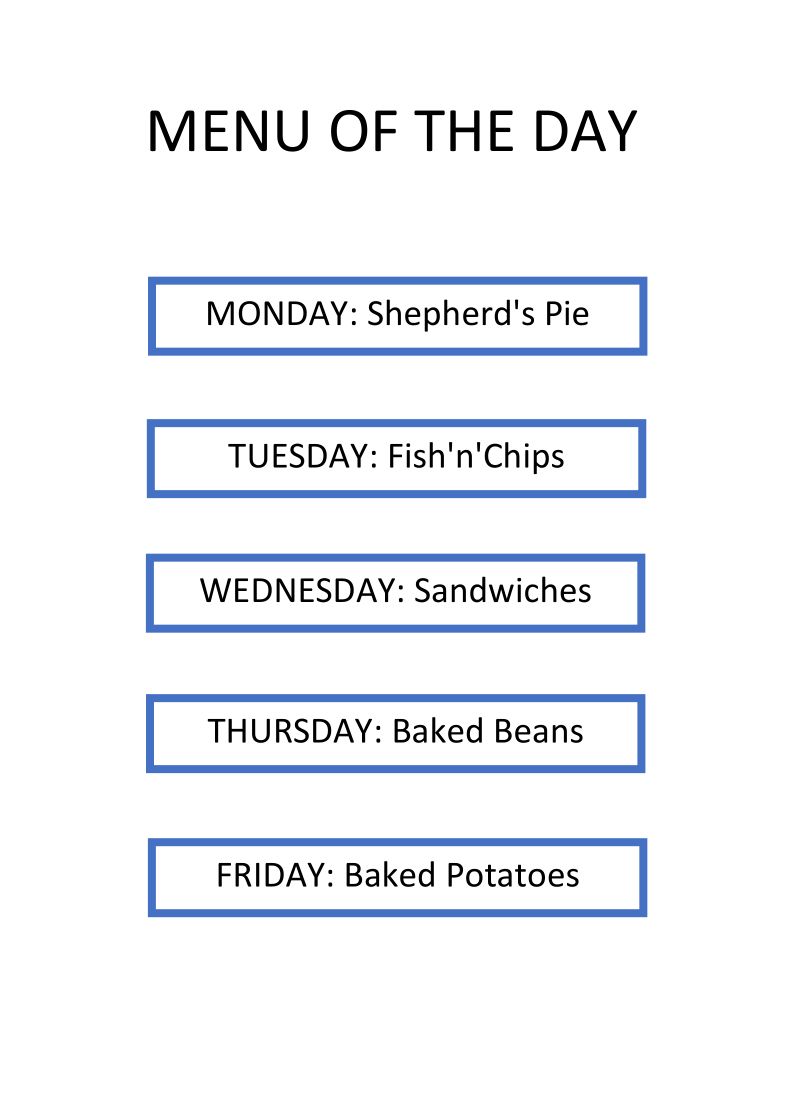 MENU OF THE DAY
MONDAY: Shepherd's Pie
TUESDAY: Fish'n'Chips
WEDNESDAY: Sandwiches
THURSDAY: Baked Beans
FRIDAY: Baked Potatoes